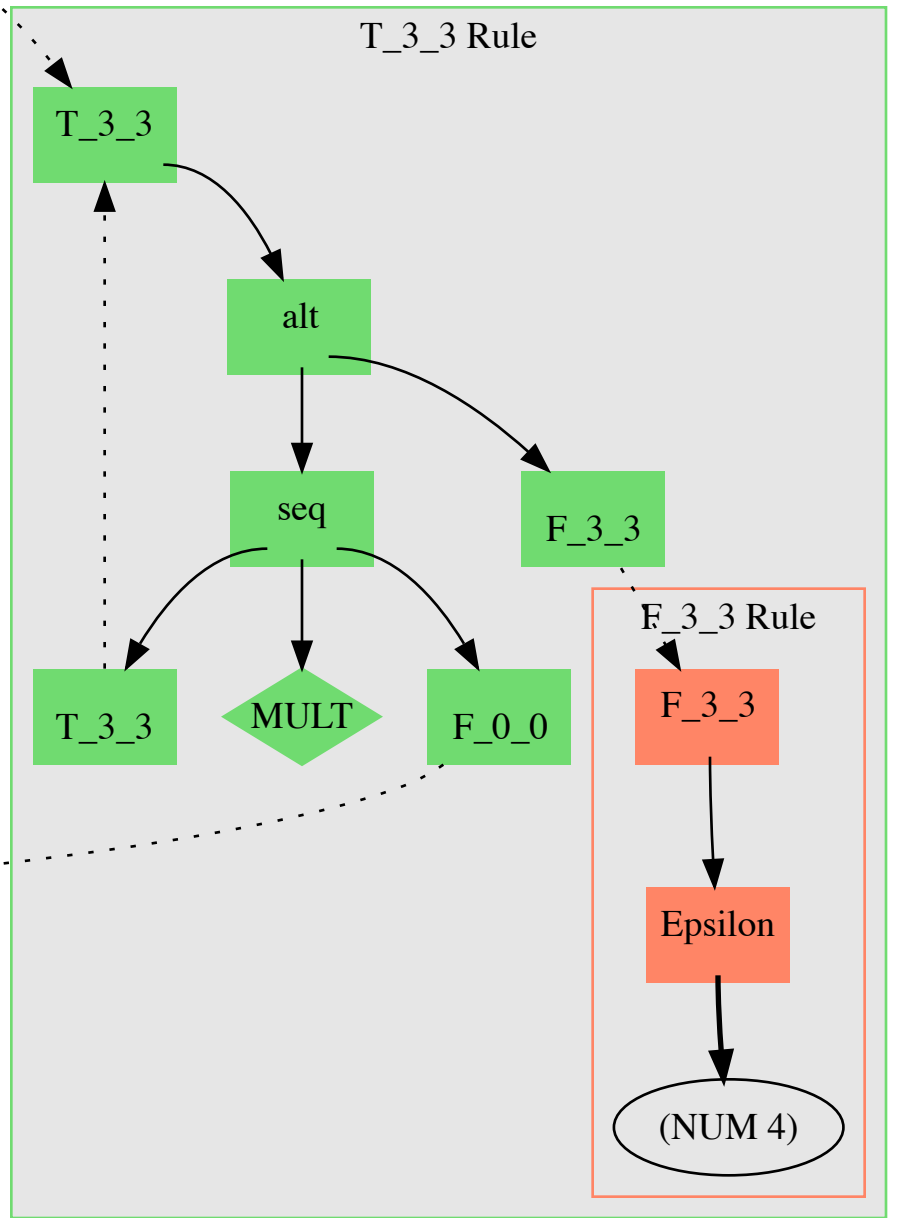 T_3_3 Rule
T_3_3
alt
seq
F_3_3
F_3_3 Rule
T_3_3
MULT
F_0_0
F_3_3
Epsilon
(NUM 4)